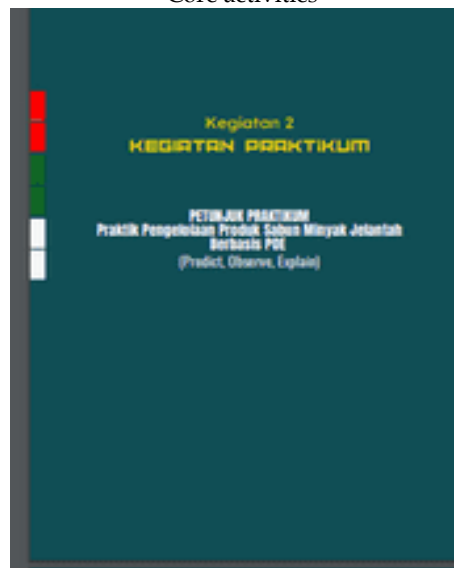 Core activities
Kegiatan 2
KEGIATAN PRAKTIKUM
PETUNJUK PRAKTIKUM
Praktik Pengelolaan Produk Sabun Minyak Jelantah
Berbasis POE
(Predict, Observe, Explain)